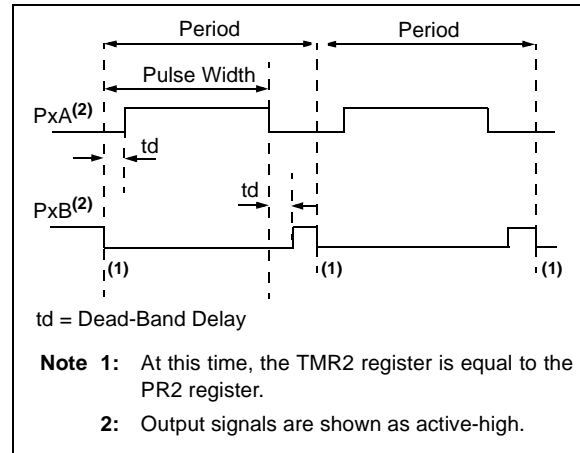 Period Period
Pulse Width
PxA(2)
td
td
PxB(2)
(1) (1) (1)
td = Dead-Band Delay
Note 1: At this time, the TMR2 register is equal to the
PR2 register.
2: Output signals are shown as active-high.